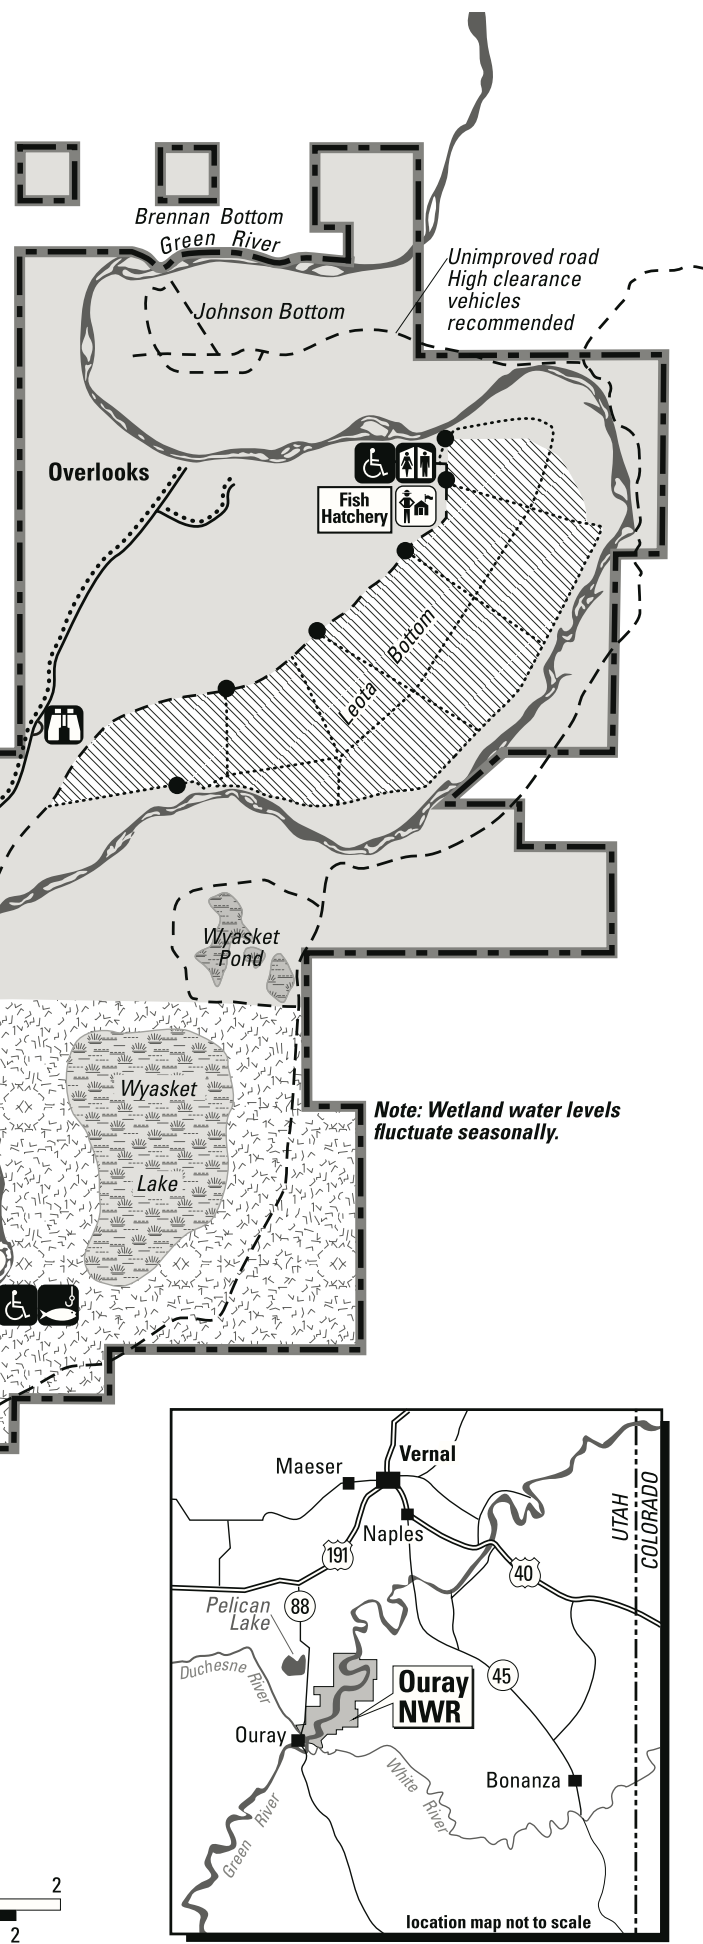 Brennan Bottom
Green River
Unimproved road
High clearance
vehicles
recommended
Johnson Bottom
Overlooks
Fish
Hatchery
Leota Bottom
Wyasket
Pond
Wyasket
Lake
Note: Wetland water levels
fluctuate seasonally.
Vernal
Maeser
Naples
UTAH
COLORADO
191
40
88
Pelican
Lake
Duchesne River
45
Ouray
NWR
Ouray
White River
Bonanza
Green River
location map not to scale
2
2